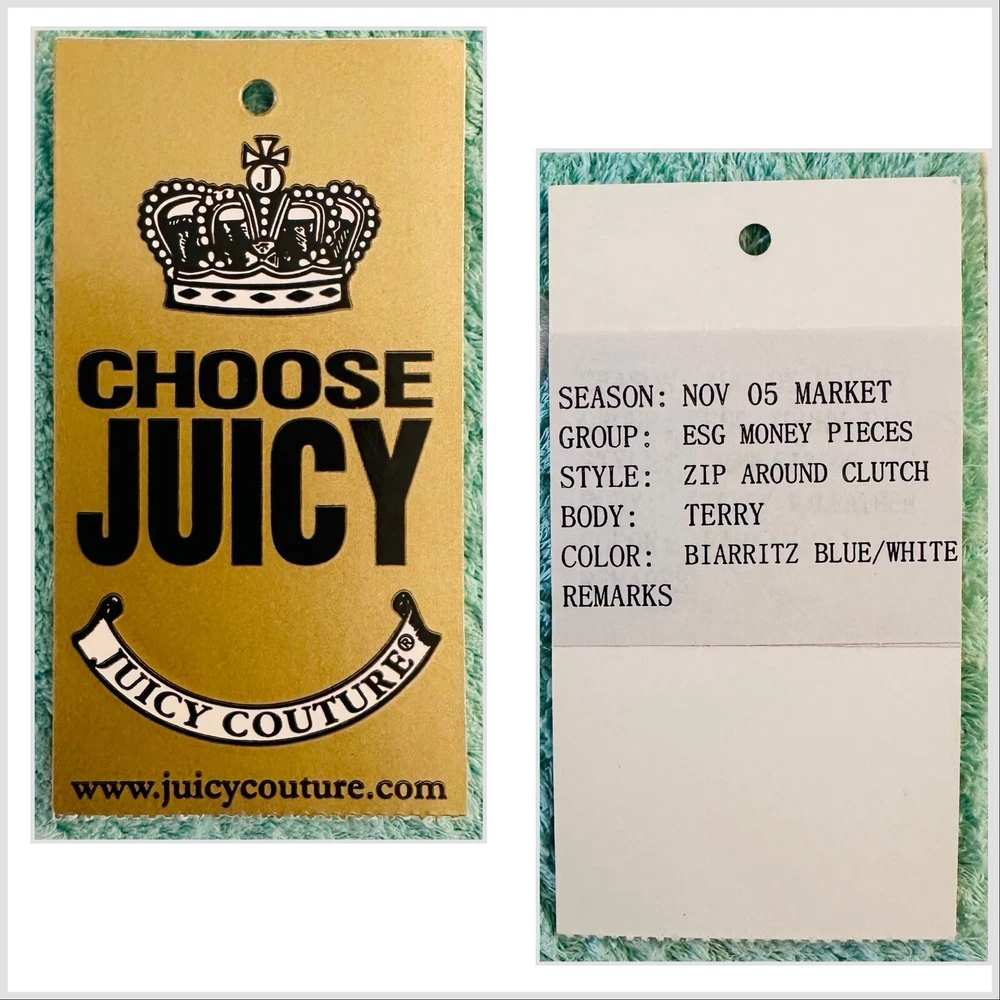 J
CHOOSE
JUICY
JUICY COUTURE®
www.juicycouture.com
SEASON: NOV 05 MARKET
GROUP: ESG MONEY PIECES
STYLE: ZIP AROUND CLUTCH
BODY: TERRY
COLOR: BIARRITZ BLUE/WHITE
REMARKS